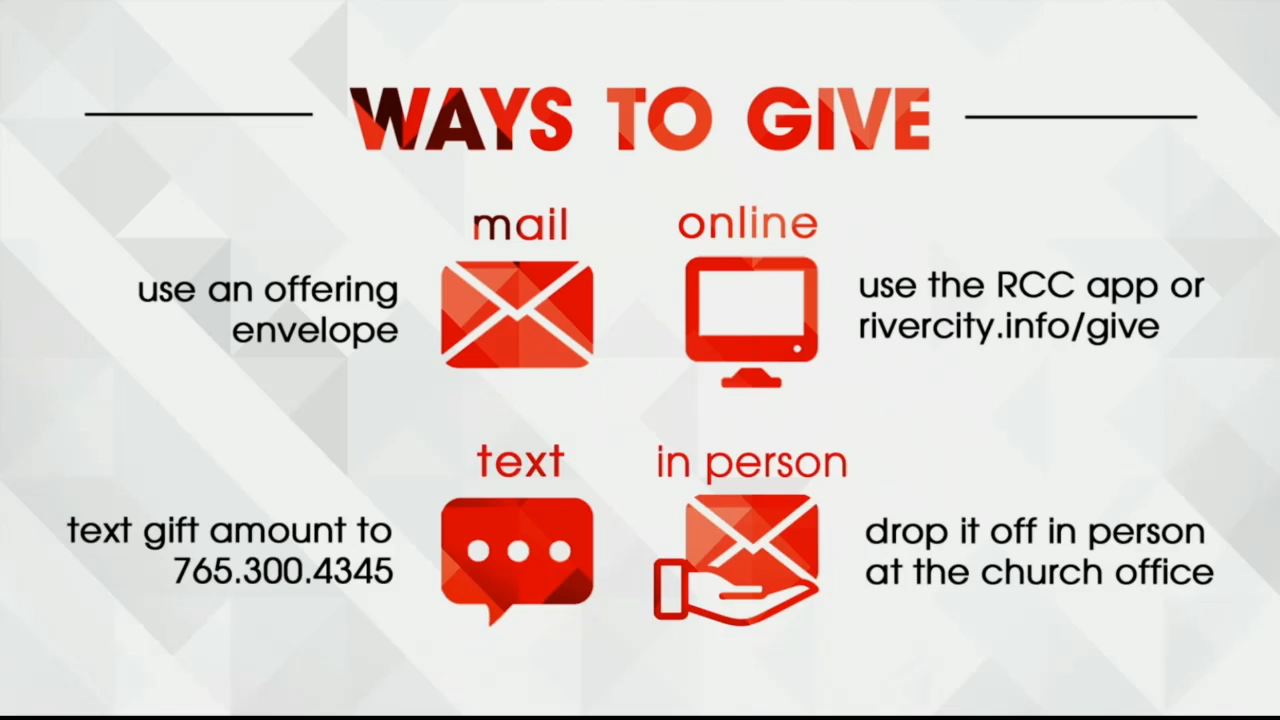 WAYS TO GIVE
mail
use an offering
envelope
online
use the RCC app or
rivercity.info/give
text
text gift amount to
765.300.4345
in person
drop it off in person
at the church office